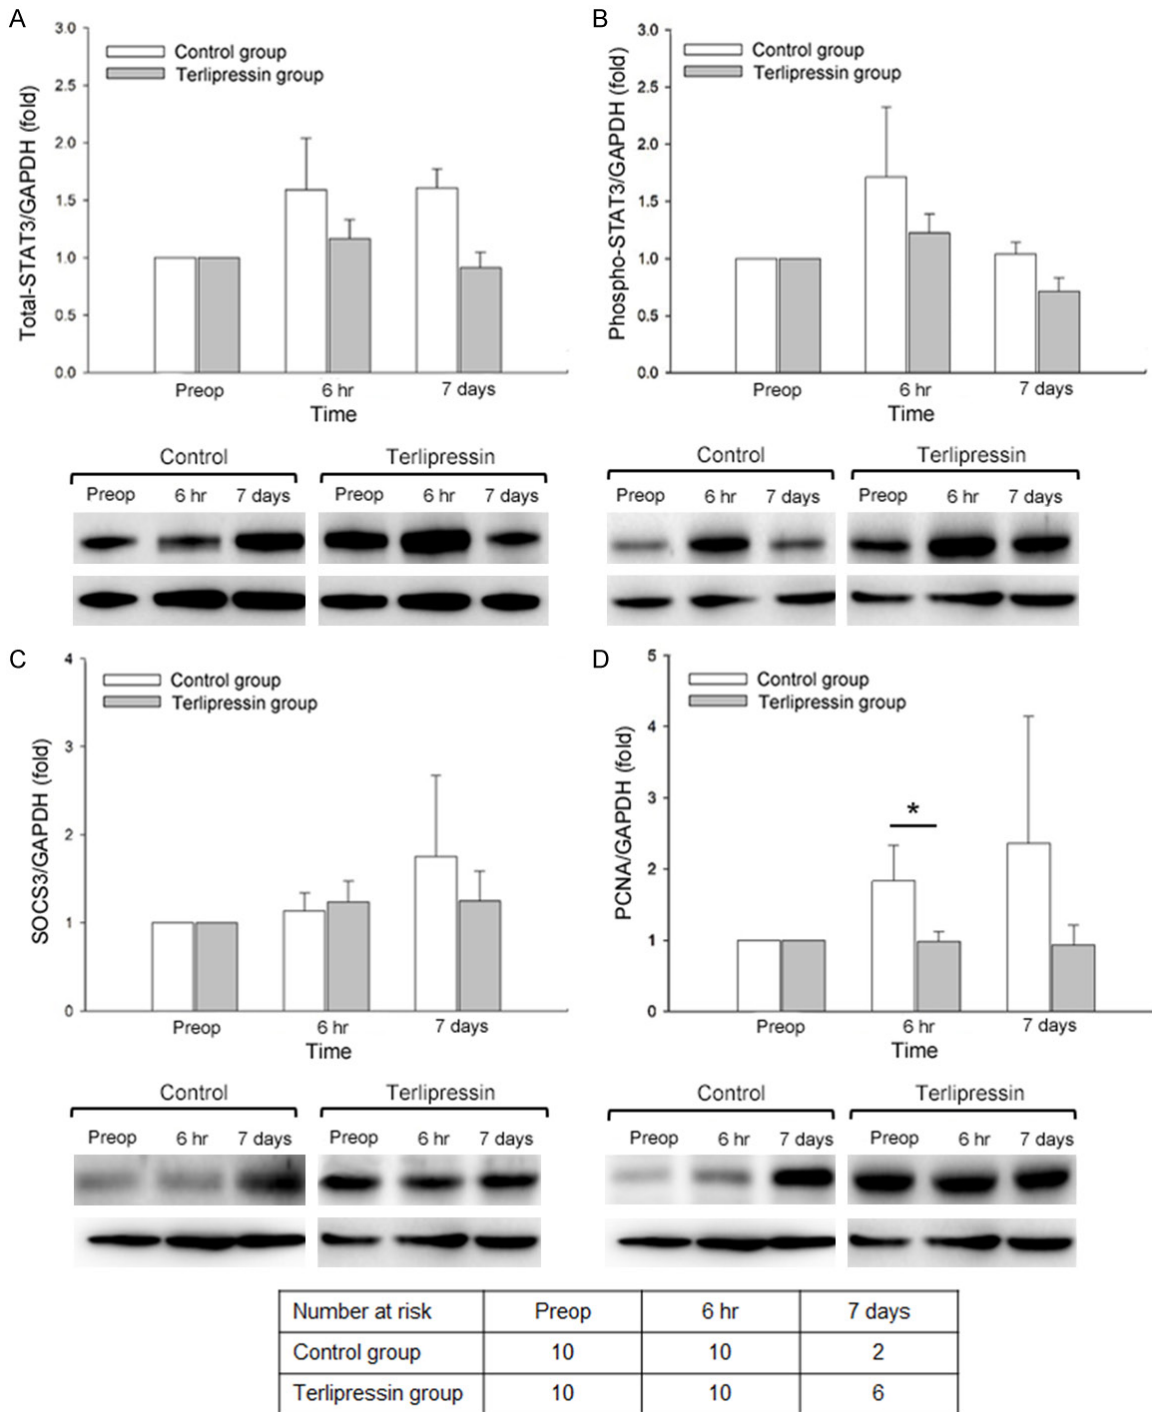 A
3.0
2.5
2.0
1.5
1.0
0.5
0.0
Total-STAT3/GAPDH (fold)
Control group
Terlipressin group
Preop 6 hr 7 days
Time
Control Terlipressin
Preop 6 hr 7 days Preop 6 hr 7 days
B
3.0
2.5
2.0
1.5
1.0
0.5
0.0
Phospho-STAT3/GAPDH (fold)
Control group
Terlipressin group
Preop 6 hr 7 days
Time
Control Terlipressin
Preop 6 hr 7 days Preop 6 hr 7 days
C
4
3
2
1
0
SOCS3/GAPDH (fold)
Control group
Terlipressin group
Preop 6 hr 7 days
Time
Control Terlipressin
Preop 6 hr 7 days Preop 6 hr 7 days
D
5
4
3
2
1
0
PCNA/GAPDH (fold)
Control group
Terlipressin group
*
Preop 6 hr 7 days
Time
Control Terlipressin
Preop 6 hr 7 days Preop 6 hr 7 days
Number at risk Preop 6 hr 7 days
Control group 10 10 2
Terlipressin group 10 10 6